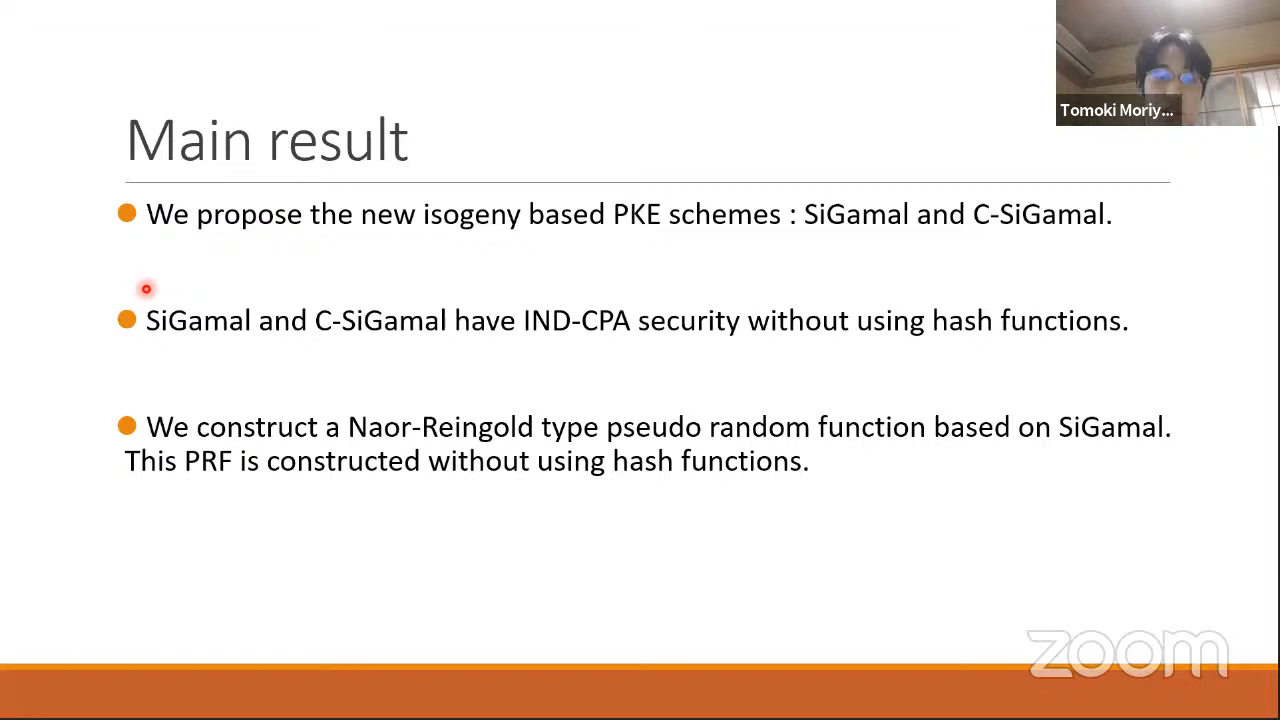 Tomoki Moriy...
Main result
We propose the new isogeny based PKE schemes : SiGamal and C-SiGamal.
SiGamal and C-SiGamal have IND-CPA security without using hash functions.
We construct a Naor-Reingold type pseudo random function based on SiGamal.
This PRF is constructed without using hash functions.
zoom